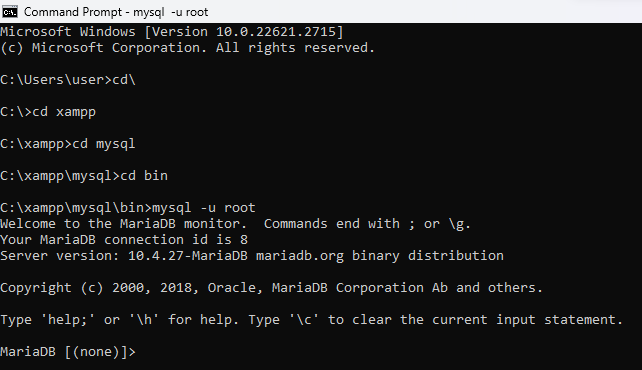 Command Prompt - mysql -u root
Microsoft Windows [Version 10.0.22621.2715]
(c) Microsoft Corporation. All rights reserved.
C:\Users\user>cd\
C:\>cd xampp
C:\xampp>cd mysql
C:\xampp\mysql>cd bin
C:\xampp\mysql\bin>mysql -u root
Welcome to the MariaDB monitor.  Commands end with ; or \g.
Your MariaDB connection id is 8
Server version: 10.4.27-MariaDB mariadb.org binary distribution
Copyright (c) 2000, 2018, Oracle, MariaDB Corporation Ab and others.
Type 'help;' or '\h' for help. Type '\c' to clear the current input statement.
MariaDB [(none)]>